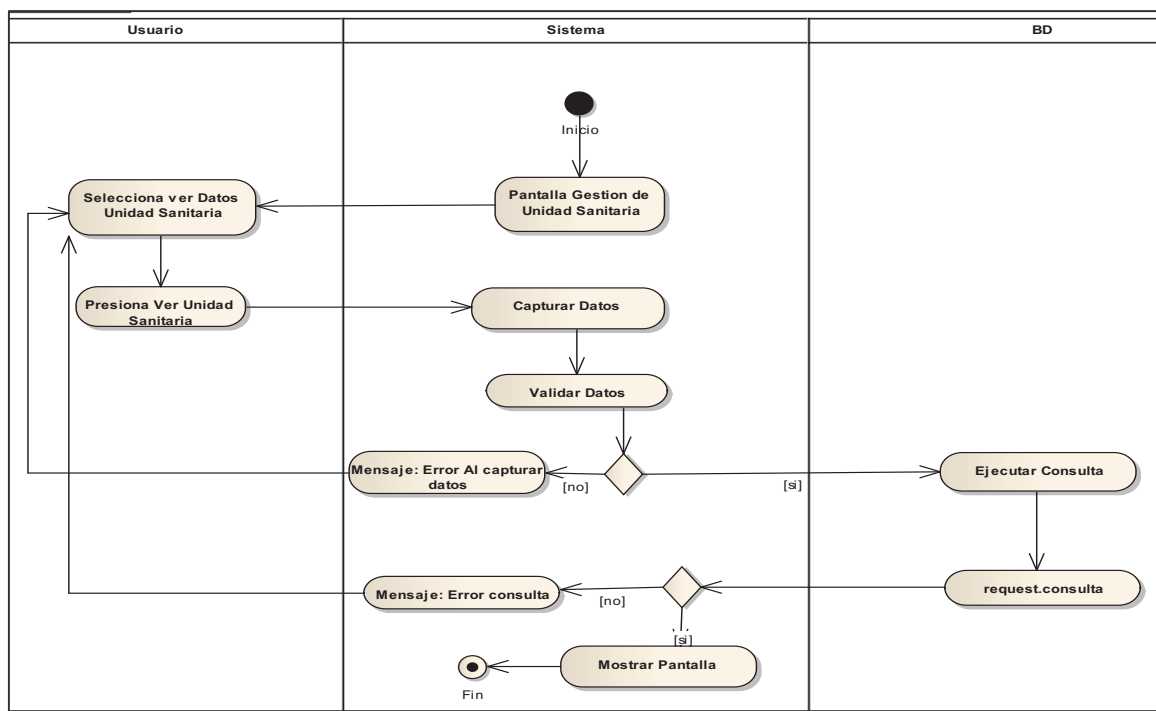 Usuario
Sistema
BD
Inicio
Pantalla Gestion de
Unidad Sanitaria
Selecciona ver Datos
Unidad Sanitaria
Presiona Ver Unidad
Sanitaria
Capturar Datos
Validar Datos
Mensaje: Error Al capturar
datos
[no]
[si]
Ejecutar Consulta
request.consulta
Mensaje: Error consulta
[no]
[si]
Mostrar Pantalla
Fin